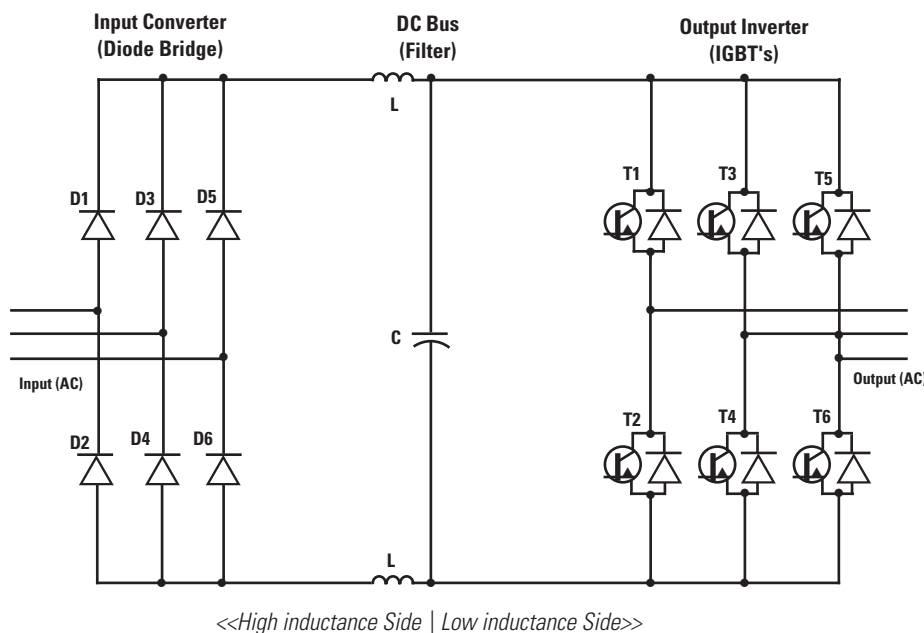 Input Converter
(Diode Bridge)
DC Bus
(Filter)
Output Inverter
(IGBT's)
L
D1
D3
D5
T1
T3
T5
C
Input (AC)
Output (AC)
D2
D4
D6
T2
T4
T6
L
<<High inductance Side | Low inductance Side>>